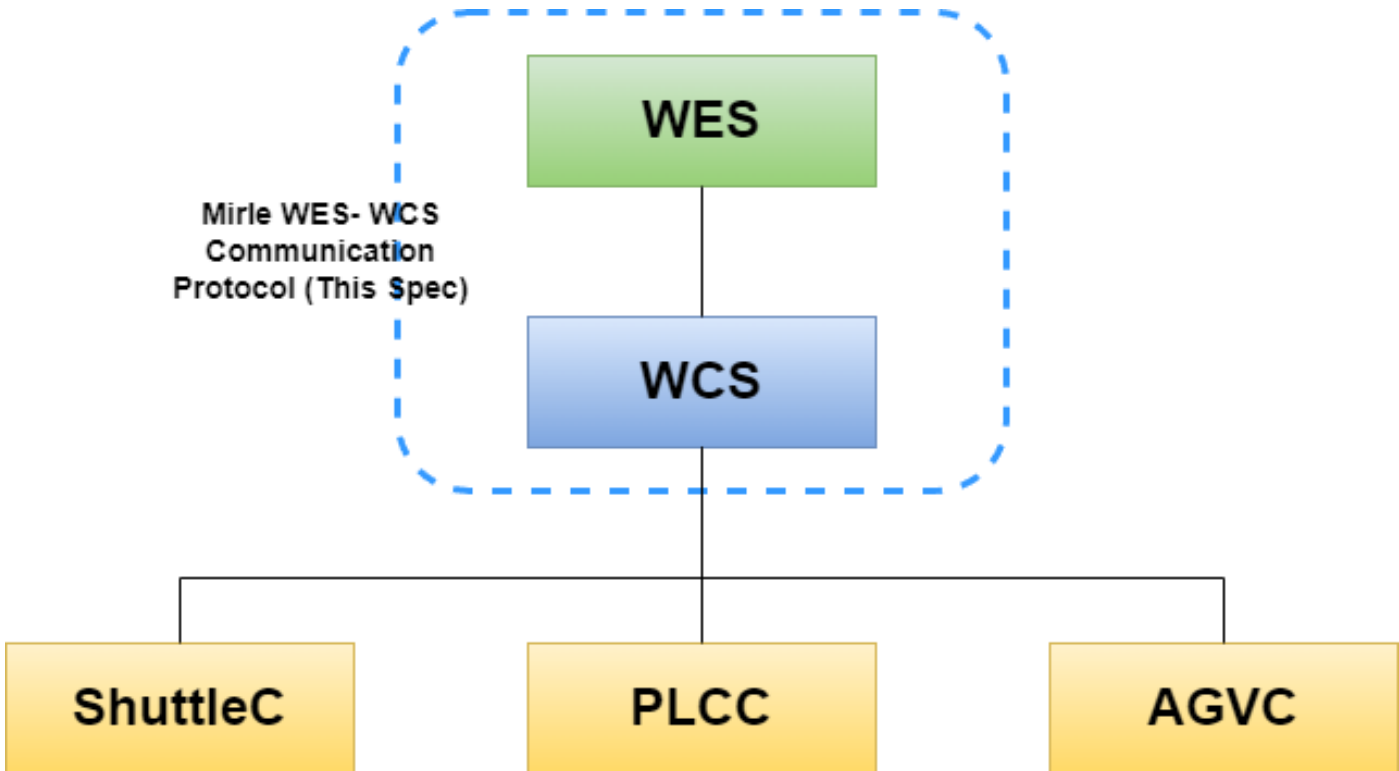 WES
Mirle WES- WCS
Communication
Protocol (This Spec)
WCS
ShuttleC
PLCC
AGVC